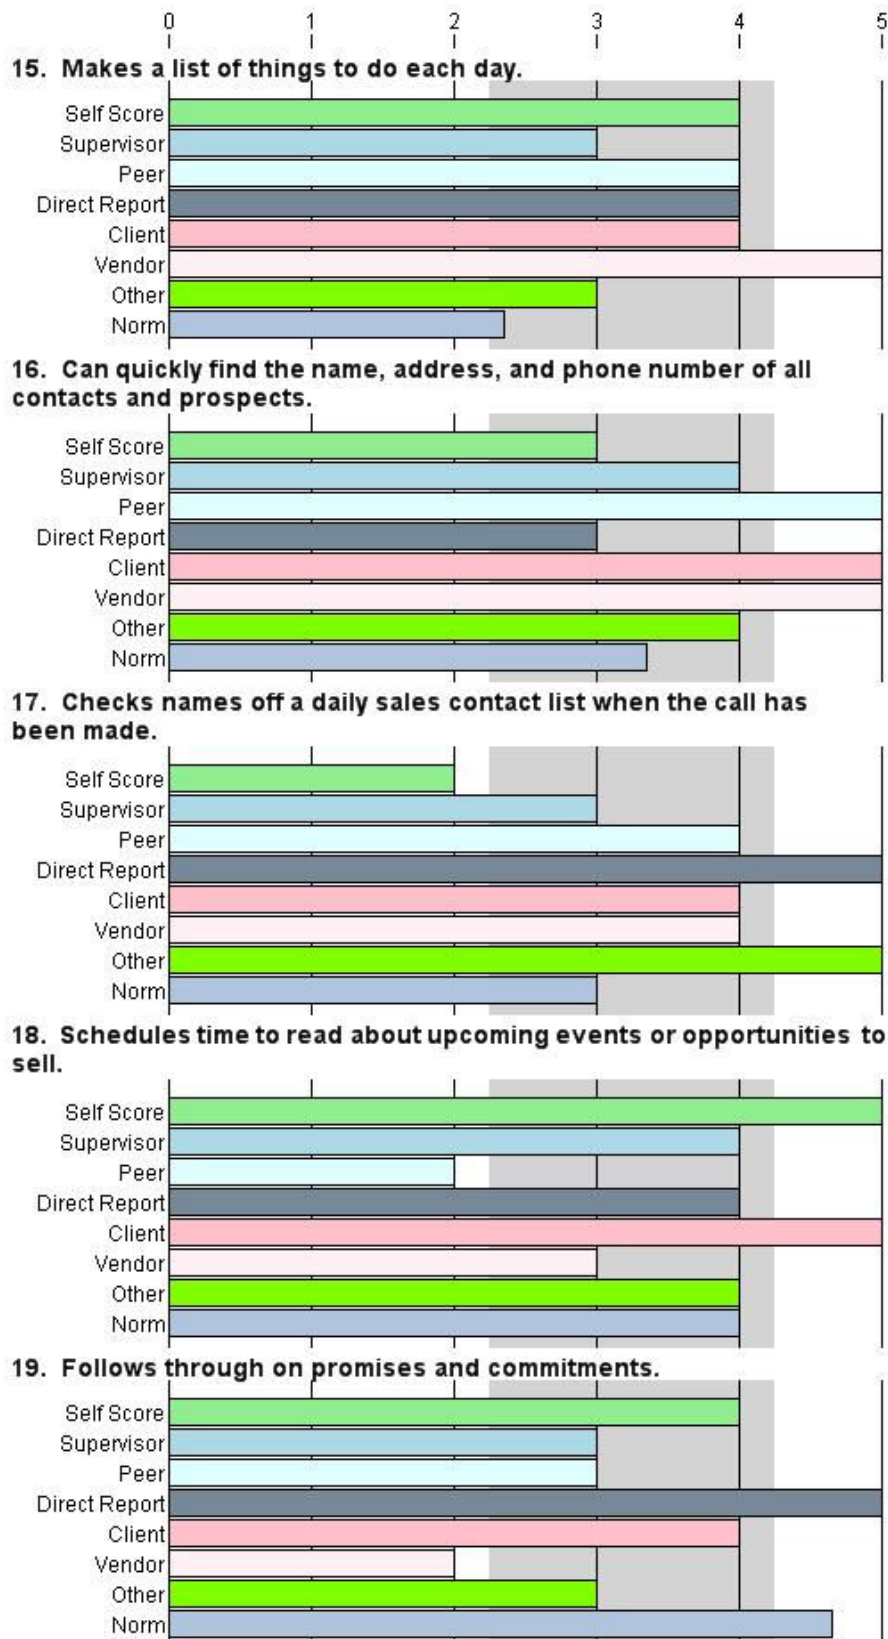 0 1 2 3 4 5
15. Makes a list of things to do each day.
Self Score
Supervisor
Peer
Direct Report
Client
Vendor
Other
Norm
16. Can quickly find the name, address, and phone number of all
contacts and prospects.
Self Score
Supervisor
Peer
Direct Report
Client
Vendor
Other
Norm
17. Checks names off a daily sales contact list when the call has
been made.
Self Score
Supervisor
Peer
Direct Report
Client
Vendor
Other
Norm
18. Schedules time to read about upcoming events or opportunities to
sell.
Self Score
Supervisor
Peer
Direct Report
Client
Vendor
Other
Norm
19. Follows through on promises and commitments.
Self Score
Supervisor
Peer
Direct Report
Client
Vendor
Other
Norm